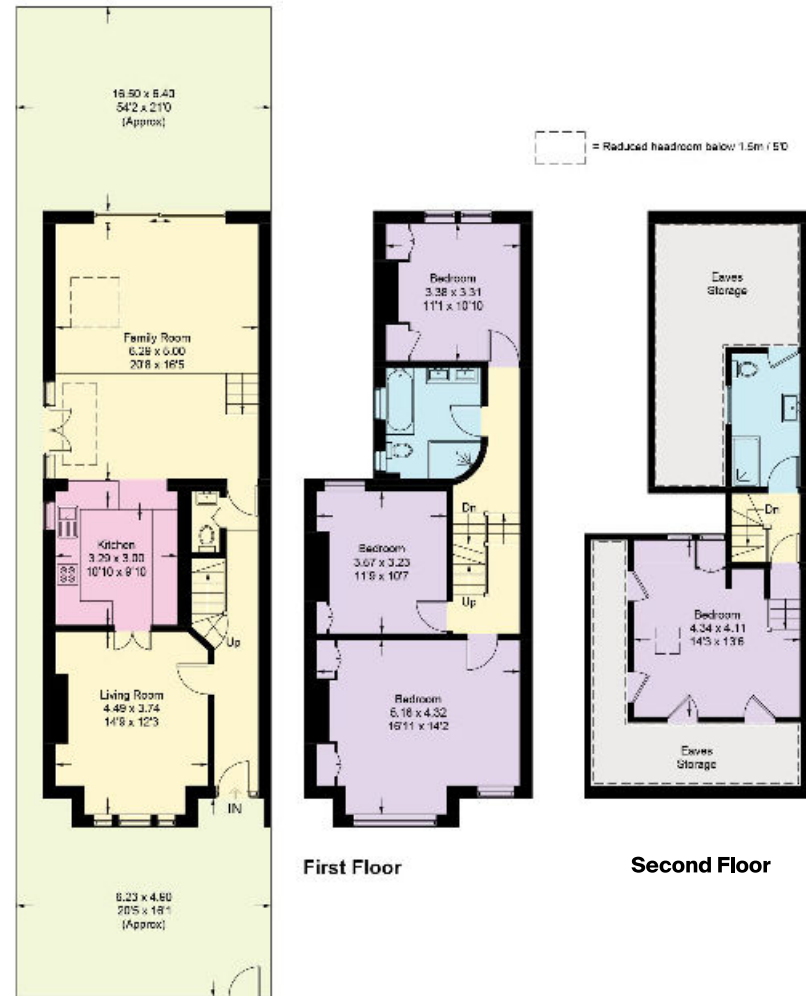 16.50 x 6.40
54'2 x 21'0
(Approx)
= Reduced headroom below 1.5m / 5'0
Family Room
6.29 x 5.00
20'8 x 16'5
Kitchen
3.29 x 3.00
10'10 x 9'10
Up
Living Room
4.49 x 3.74
14'9 x 12'3
IN
6.23 x 4.90
20'5 x 16'1
(Approx)
Bedroom
3.38 x 3.31
11'1 x 10'10
Dn
Bedroom
3.57 x 3.23
11'9 x 10'7
Up
Bedroom
5.16 x 4.32
16'11 x 14'2
First Floor
Eaves
Storage
Dn
Bedroom
4.34 x 4.11
14'3 x 13'6
Eaves
Storage
Second Floor